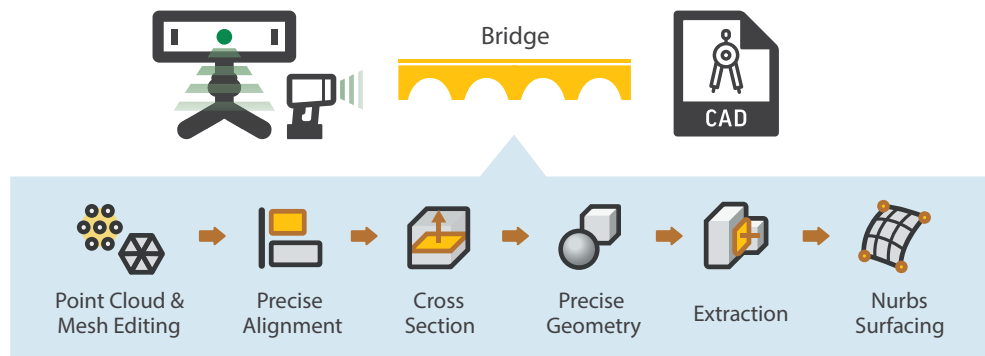 Bridge
CAD
Point Cloud &
Mesh Editing
Precise
Alignment
Cross
Section
Precise
Geometry
Extraction
Nurbs
Surfacing